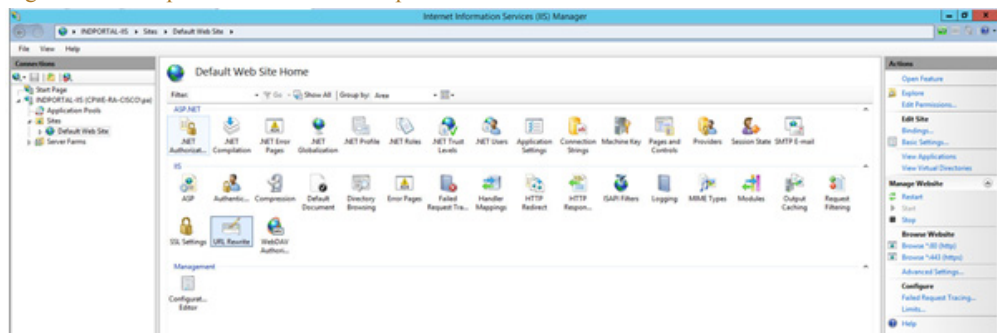 Internet Information Services (IIS) Manager
INDPORTAL-IIS Sites Default Web Site
File View Help
Connections
Start Page
INDPORTAL-IIS (CPWE-RA-CISCO\pa
Application Pools
Sites
Default Web Site
Server Farms
Default Web Site Home
Filter: Go Show All Group by: Area
ASP.NET
.NET Authorizat... .NET Compilation .NET Error Pages .NET Globalization .NET Profile .NET Roles .NET Trust Levels .NET Users Application Settings Connection Strings Machine Key Pages and Controls Providers Session State SMTP E-mail
IIS
ASP Authentic... Compression Default Document Directory Browsing Error Pages Failed Request Tra... Handler Mappings HTTP Redirect HTTP Respon... ISAPI Filters Logging MIME Types Modules Output Caching Request Filtering
SSL Settings URL Rewrite WebDAV Authori...
Management
Configurat... Editor
Actions
Open Feature
Explore
Edit Permissions...
Edit Site
Bindings...
Basic Settings...
View Applications
View Virtual Directories
Manage Website
Restart
Start
Stop
Browse Website
Browse *:80 (http)
Browse *:443 (https)
Advanced Settings...
Configure
Failed Request Tracing...
Limits...
Help